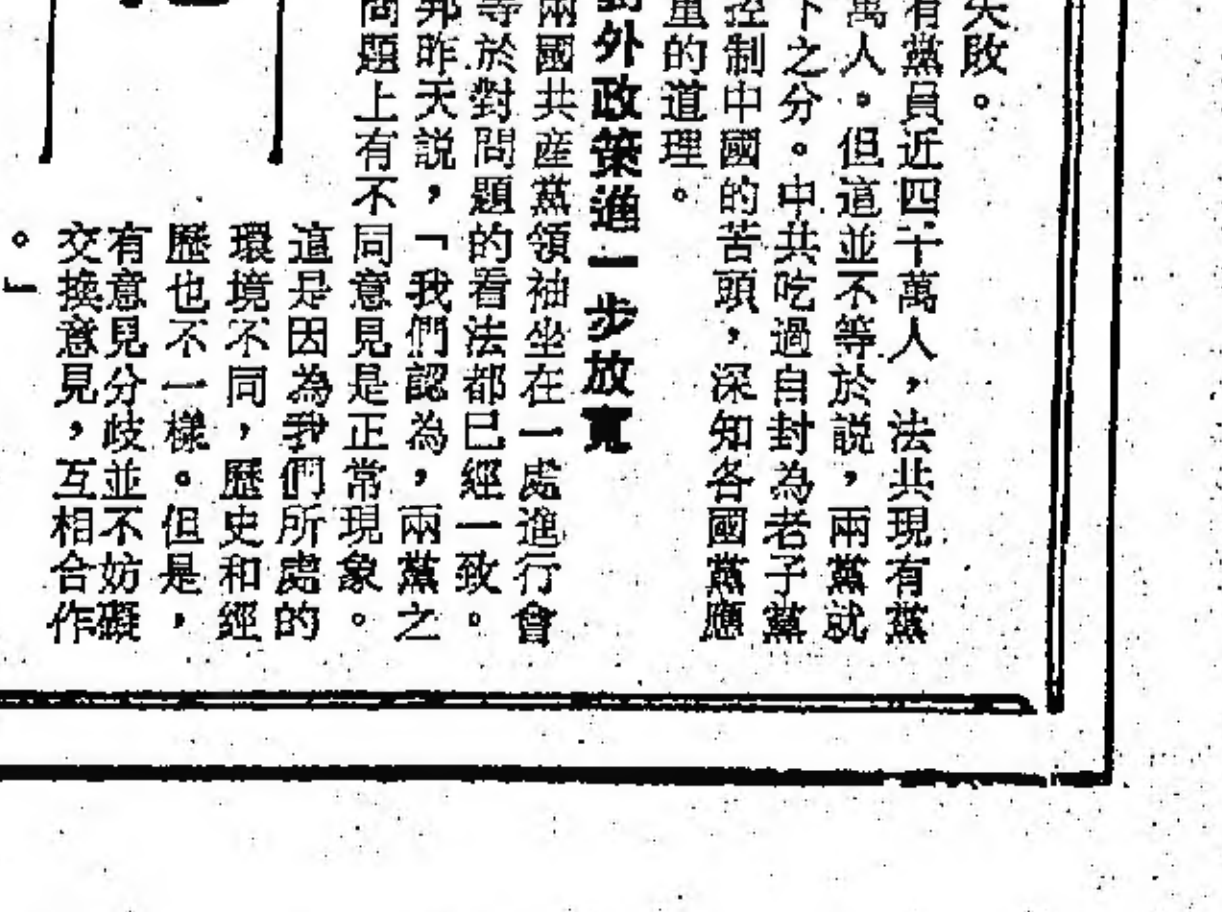 失敗。
有黨員近四千萬人，法共現有黨
萬人。但這並不等於説，兩黨就
下之分。中共吃過自封為老子黨
控制中國的苦頭，深知各國黨應
重的道理。
對外政策進一步放寬
兩國共産黨領袖坐在一處進行會
等於對問題的看法都已經一致。
邦昨天説，「我們認為，兩黨之
問題上有不同意見是正常現象。
這是因為我們所處的
環境不同，歷史和經
歷也不一樣。但是，
有意見分歧並不妨礙
交換意見，互相合作
。」